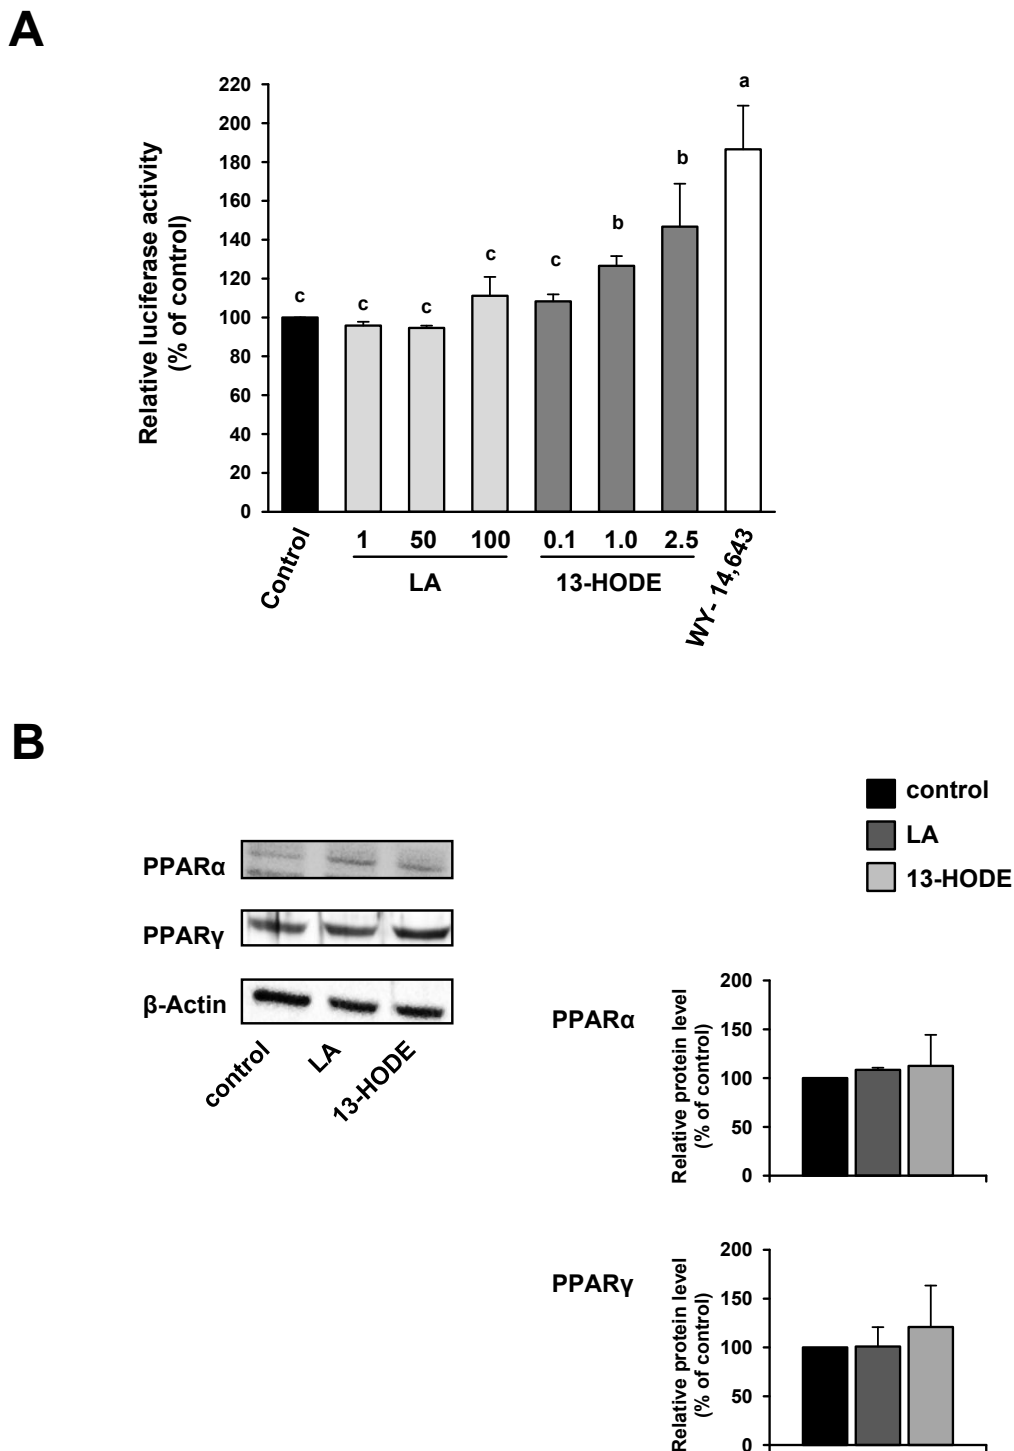 A
Relative luciferase activity
(% of control)
220
200
180
160
140
120
100
80
60
40
20
0
c
c
c
c
c
b
b
a
Control
1
50
100
0.1
1.0
2.5
WY- 14,643
LA
13-HODE
B
control
LA
13-HODE
PPARα
PPARγ
β-Actin
control
LA
13-HODE
PPARα
Relative protein level
(% of control)
200
150
100
50
0
PPARγ
Relative protein level
(% of control)
200
150
100
50
0